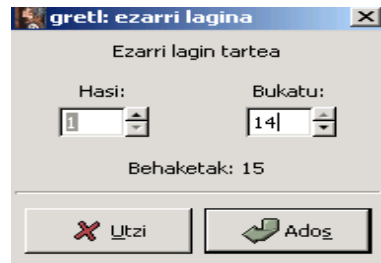 gretl: ezarri lagina
Ezarri lagin tartea
Hasi: Bukatu:
1 14
Behaketak: 15
Utzi Ados